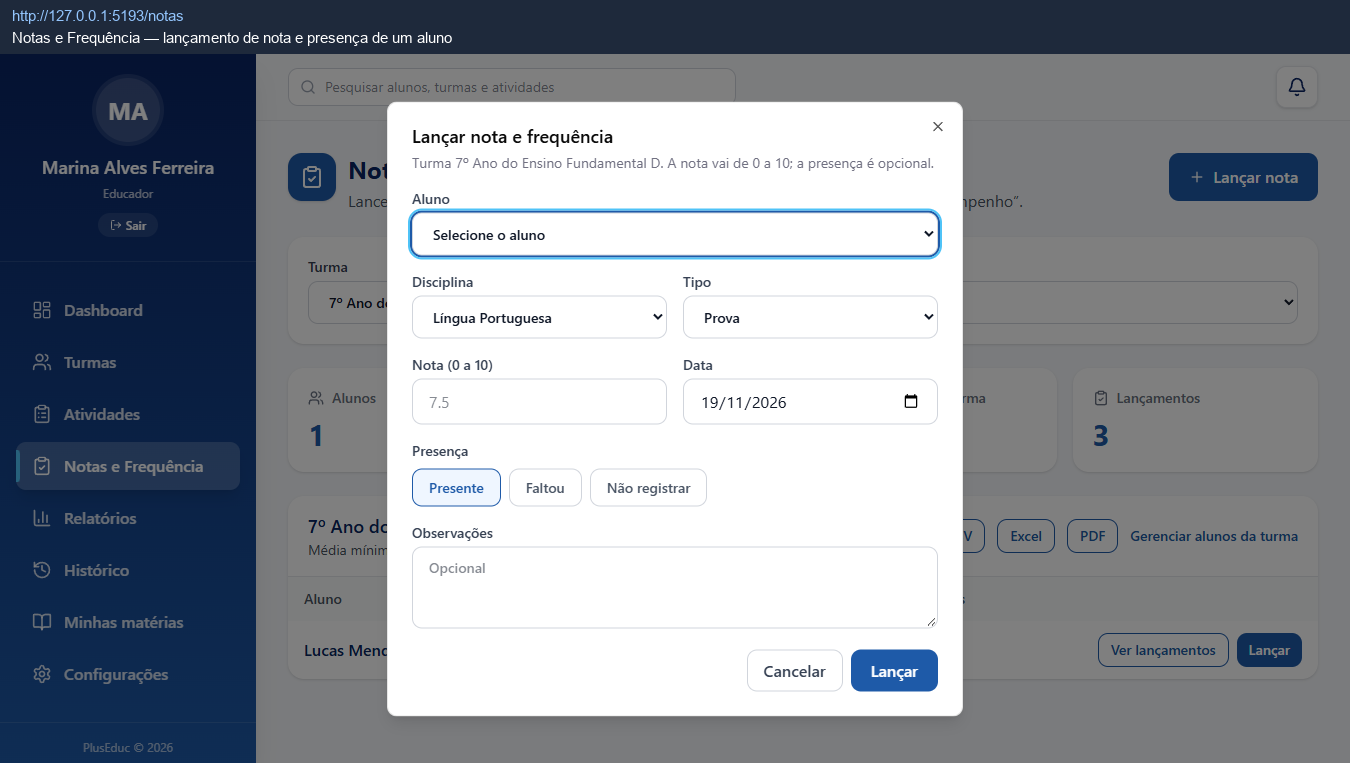 http://127.0.0.1:5193/notas
Notas e Frequência — lançamento de nota e presença de um aluno
MA
Marina Alves Ferreira
Educador
Sair
Dashboard
Turmas
Atividades
Notas e Frequência
Relatórios
Histórico
Minhas matérias
Configurações
PlusEduc © 2026
Pesquisar alunos, turmas e atividades
Lançar nota
Turma
7º Ano
Alunos
1
Lançamentos
3
7º Ano
Excel
PDF
Gerenciar alunos da turma
Aluno
Lucas
Ver lançamentos
Lançar
Lançar nota e frequência
Turma 7º Ano do Ensino Fundamental D. A nota vai de 0 a 10; a presença é opcional.
Aluno
Selecione o aluno
Disciplina
Tipo
Língua Portuguesa
Prova
Nota (0 a 10)
Data
7.5
19/11/2026
Presença
Presente
Faltou
Não registrar
Observações
Opcional
Cancelar
Lançar